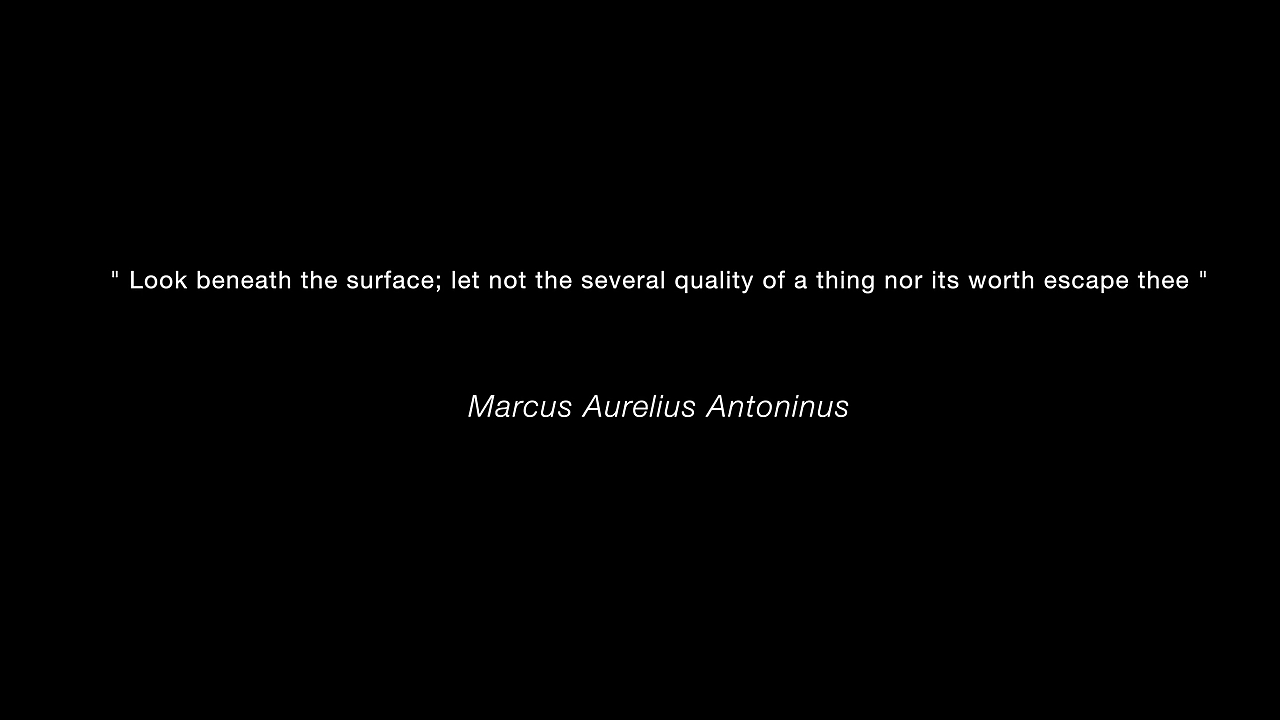 " Look beneath the surface; let not the several quality of a thing nor its worth escape thee "
Marcus Aurelius Antoninus